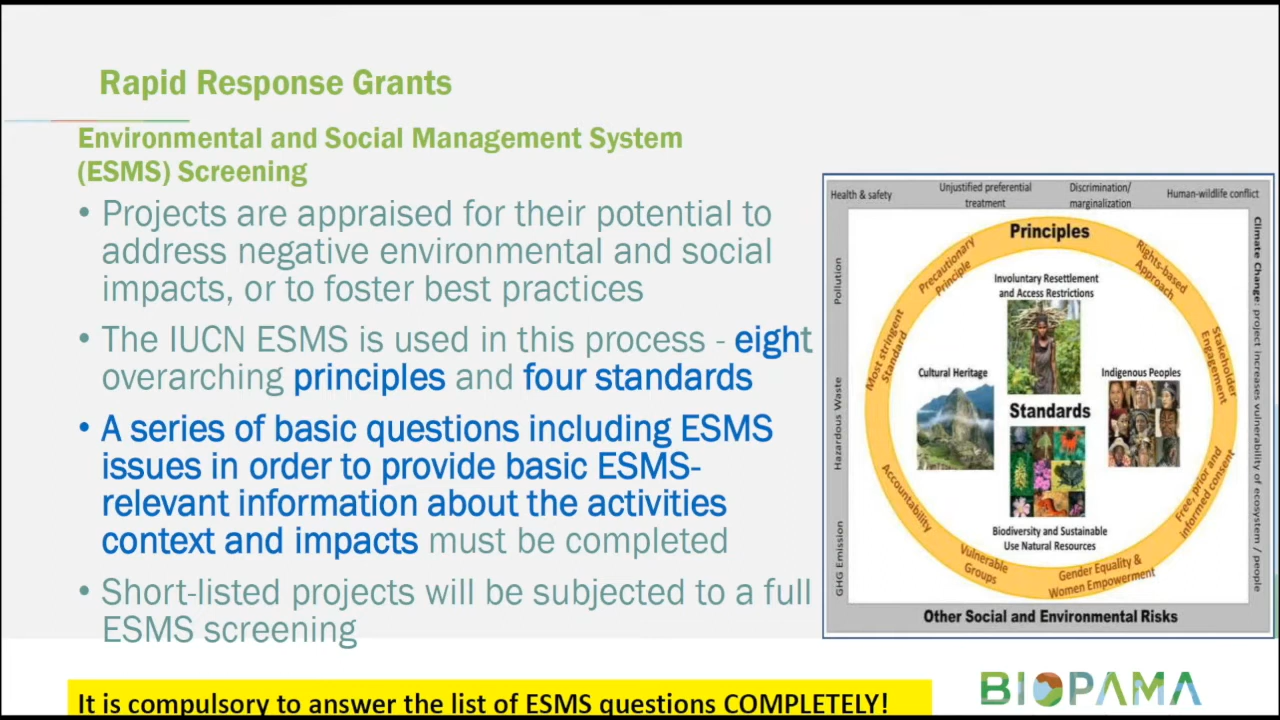 Rapid Response Grants
Environmental and Social Management System
(ESMS) Screening
• Projects are appraised for their potential to
address negative environmental and social
impacts, or to foster best practices
• The IUCN ESMS is used in this process - eight
overarching principles and four standards
• A series of basic questions including ESMS
issues in order to provide basic ESMS-
relevant information about the activities
context and impacts must be completed
• Short-listed projects will be subjected to a full
ESMS screening
It is compulsory to answer the list of ESMS questions COMPLETELY!
Health & safety
Unjustified preferential
treatment
Discrimination/
marginalization
Human-wildlife conflict
Pollution
Hazardous Waste
GHG Emission
Climate Change: project increases vulnerability of ecosystem / people
Principles
Precautionary
Principle
Rights-based
Approach
Most stringent
Standard
Stakeholder
Engagement
Accountability
Free, prior and
informed consent
Vulnerable
Groups
Gender Equality &
Women Empowerment
Involuntary Resettlement
and Access Restrictions
Cultural Heritage
Indigenous Peoples
Standards
Biodiversity and Sustainable
Use Natural Resources
Other Social and Environmental Risks
BIOPAMA